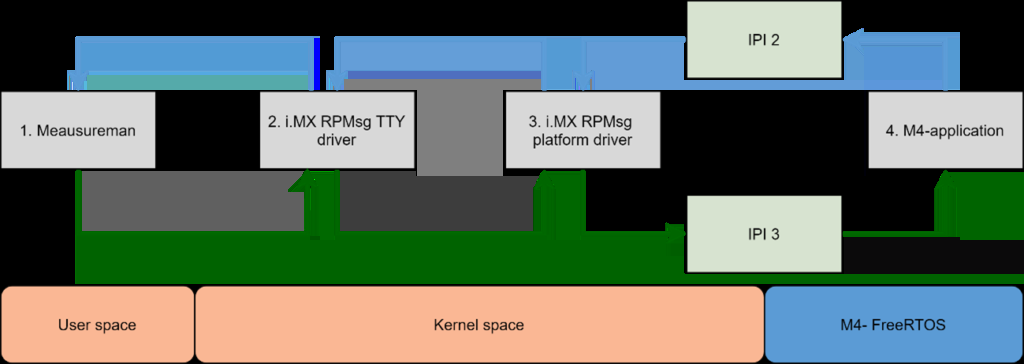 IPI 2
1. Meausureman
2. i.MX RPMsg TTY
driver
3. i.MX RPMsg
platform driver
4. M4-application
IPI 3
User space
Kernel space
M4- FreeRTOS